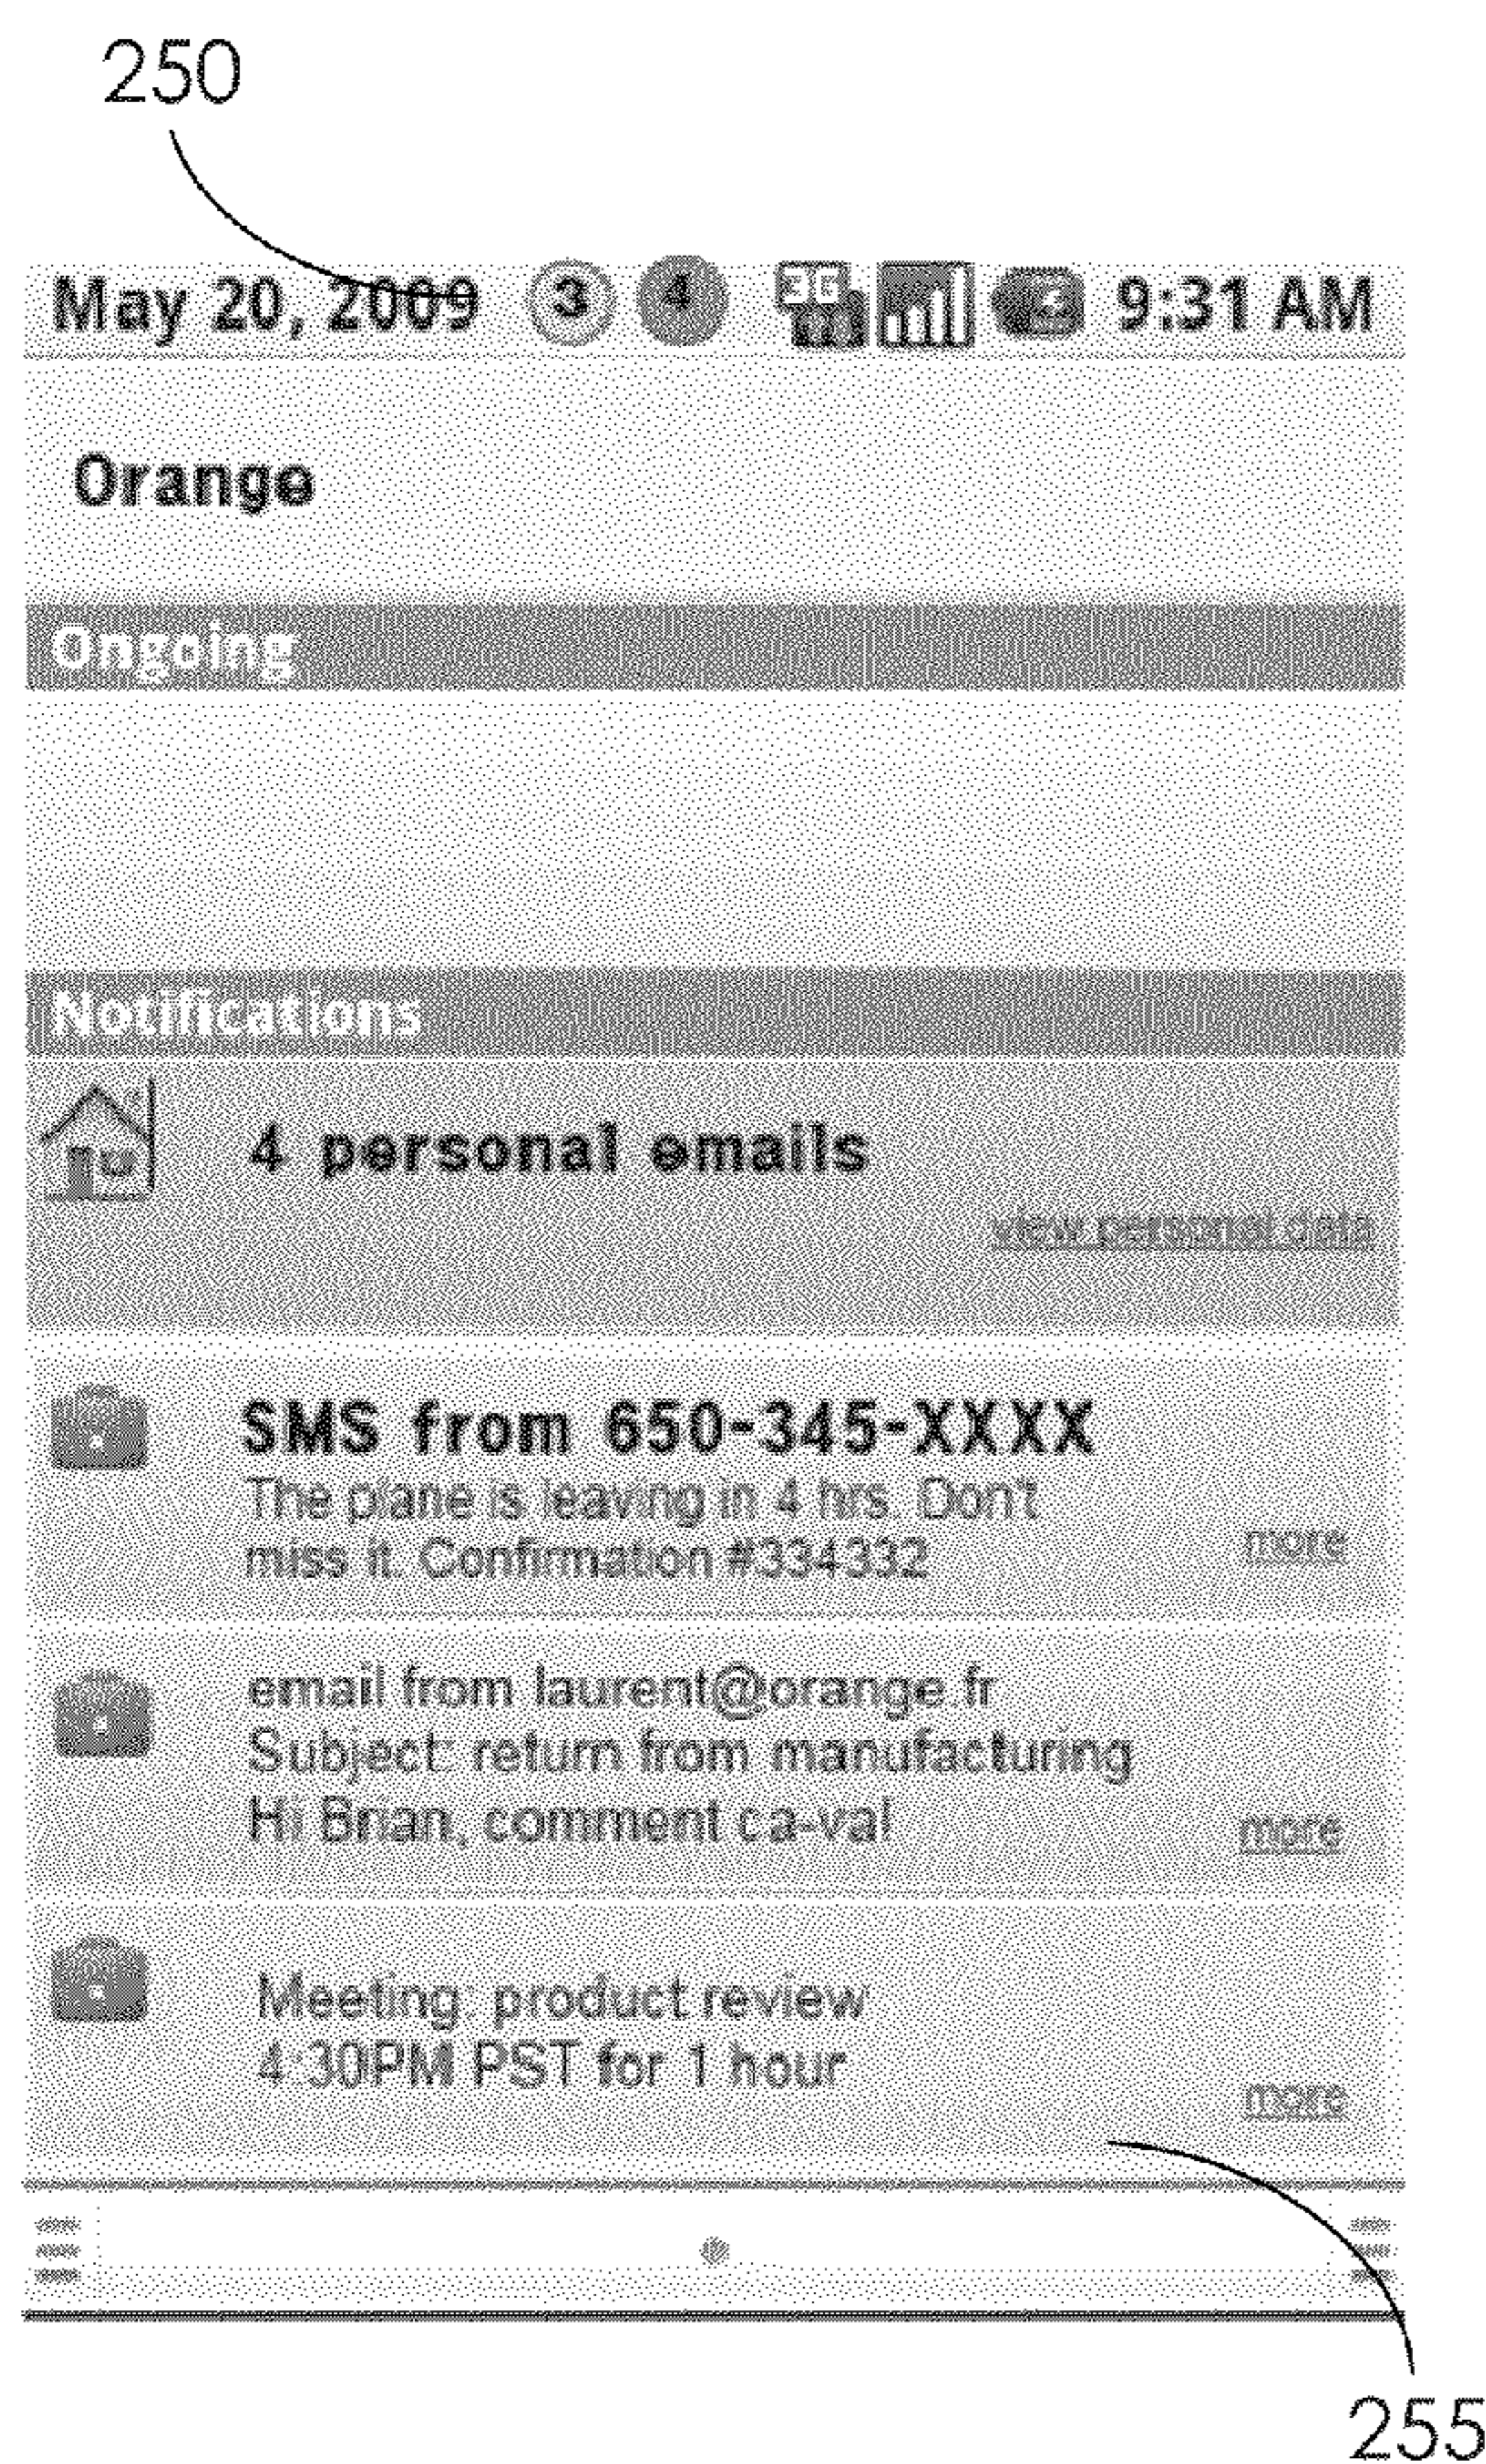 250
May 20, 2009 3 4 3G 9:31 AM
Orange
Ongoing
Notifications
4 personal emails
view personal data
SMS from 650-345-XXXX
The plane is leaving in 4 hrs. Don't
miss it. Confirmation #334332
more
email from laurent@orange.fr
Subject: return from manufacturing
Hi Brian, comment ca-va!
more
Meeting: product review
4:30PM PST for 1 hour
more
255